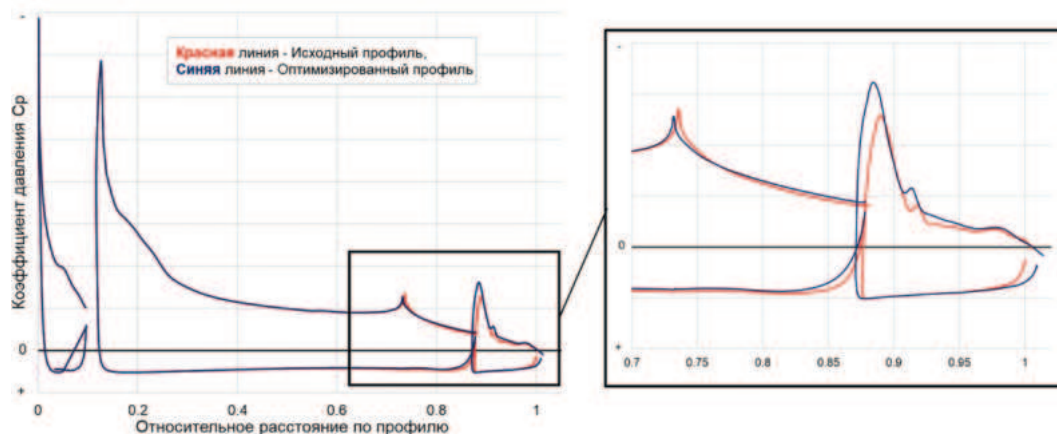 -
Красная линия - Исходный профиль,
Синяя линия - Оптимизированный профиль
Коэффициент давления Ср
0
+
0 0.2 0.4 0.6 0.8 1
Относительное расстояние по профилю
-
0
+
0.7 0.75 0.8 0.85 0.9 0.95 1